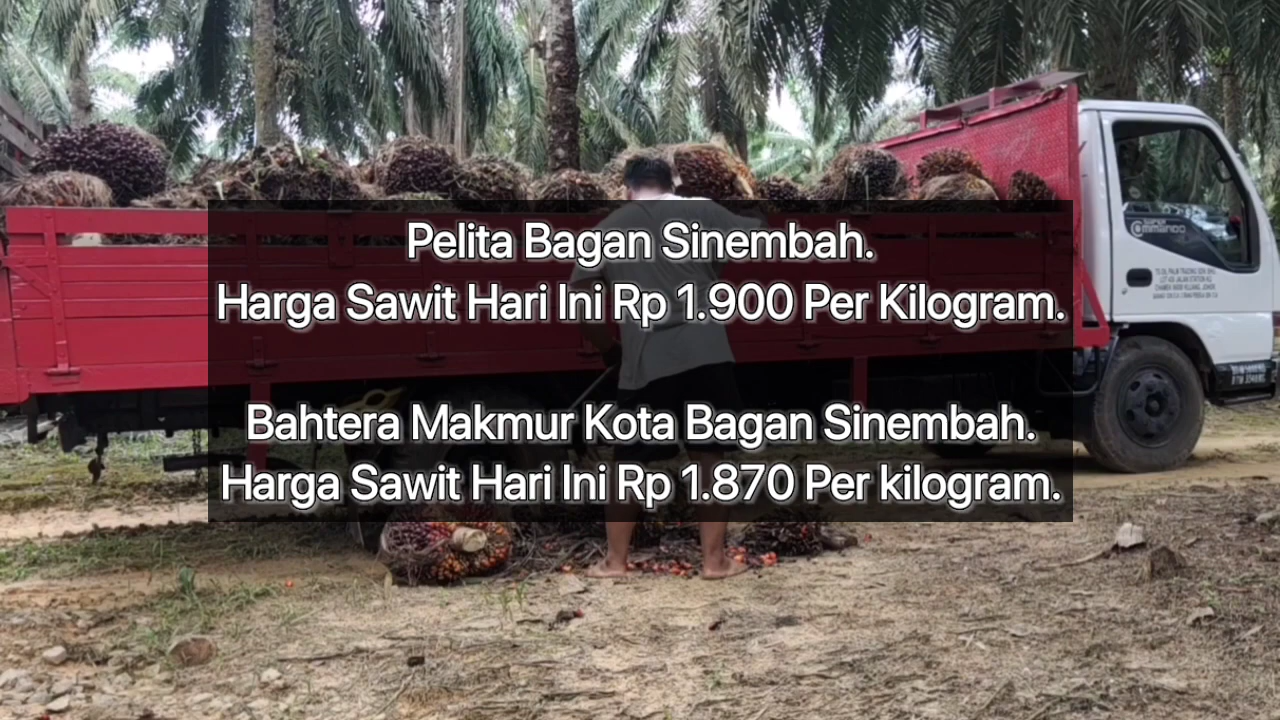 Pelita Bagan Sinembah.
Harga Sawit Hari Ini Rp 1.900 Per Kilogram.
Bahtera Makmur Kota Bagan Sinembah.
Harga Sawit Hari Ini Rp 1.870 Per kilogram.